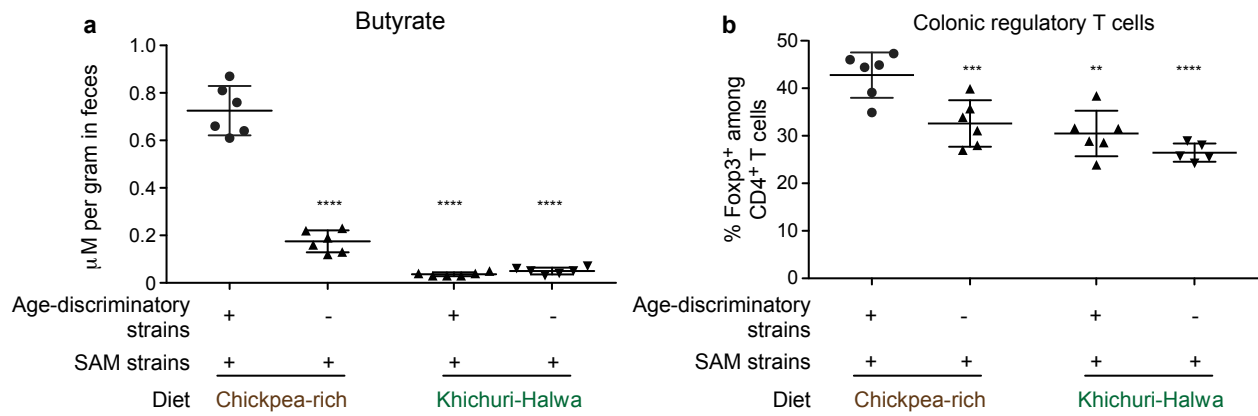 a
Butyrate
μM per gram in feces
1.0
0.8
0.6
0.4
0.2
0
****
****
****
Age-discriminatory
strains
+ - + -
SAM strains + + + +
Diet Chickpea-rich Khichuri-Halwa
b
Colonic regulatory T cells
% Foxp3+ among
CD4+ T cells
50
40
30
20
10
0
***
**
****
Age-discriminatory
strains
+ - + -
SAM strains + + + +
Diet Chickpea-rich Khichuri-Halwa